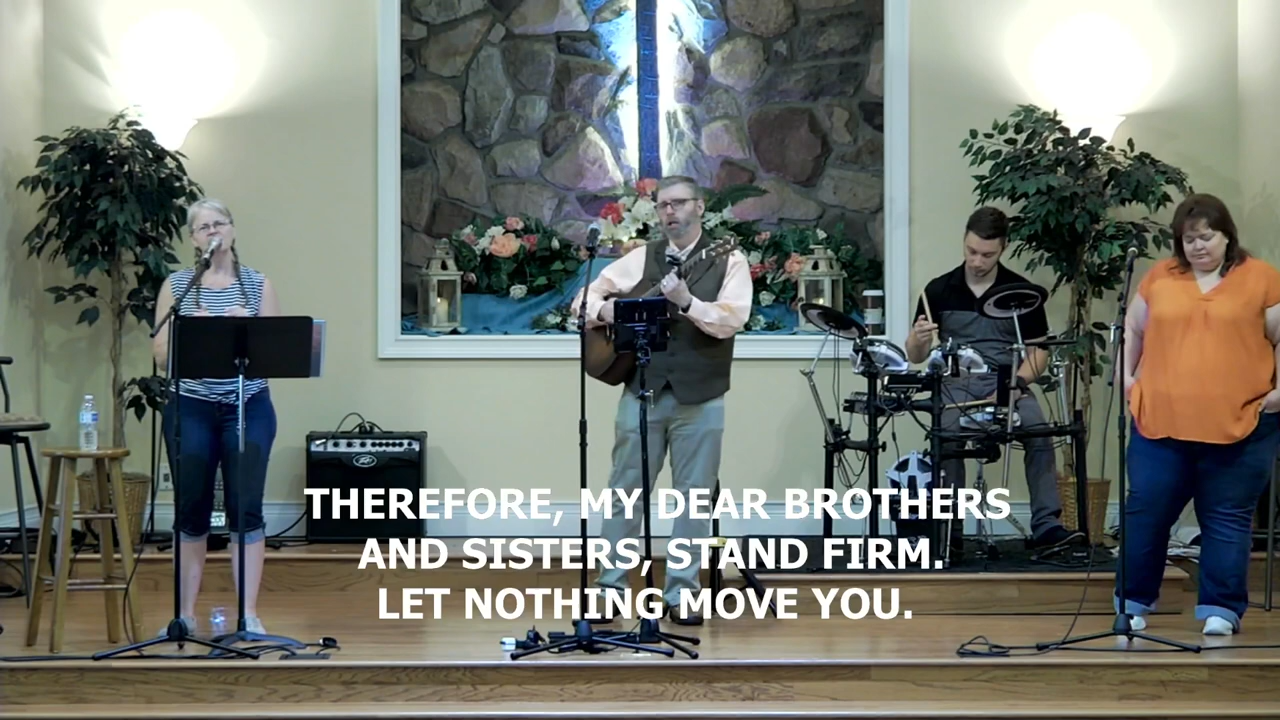 THEREFORE, MY DEAR BROTHERS
AND SISTERS, STAND FIRM.
LET NOTHING MOVE YOU.